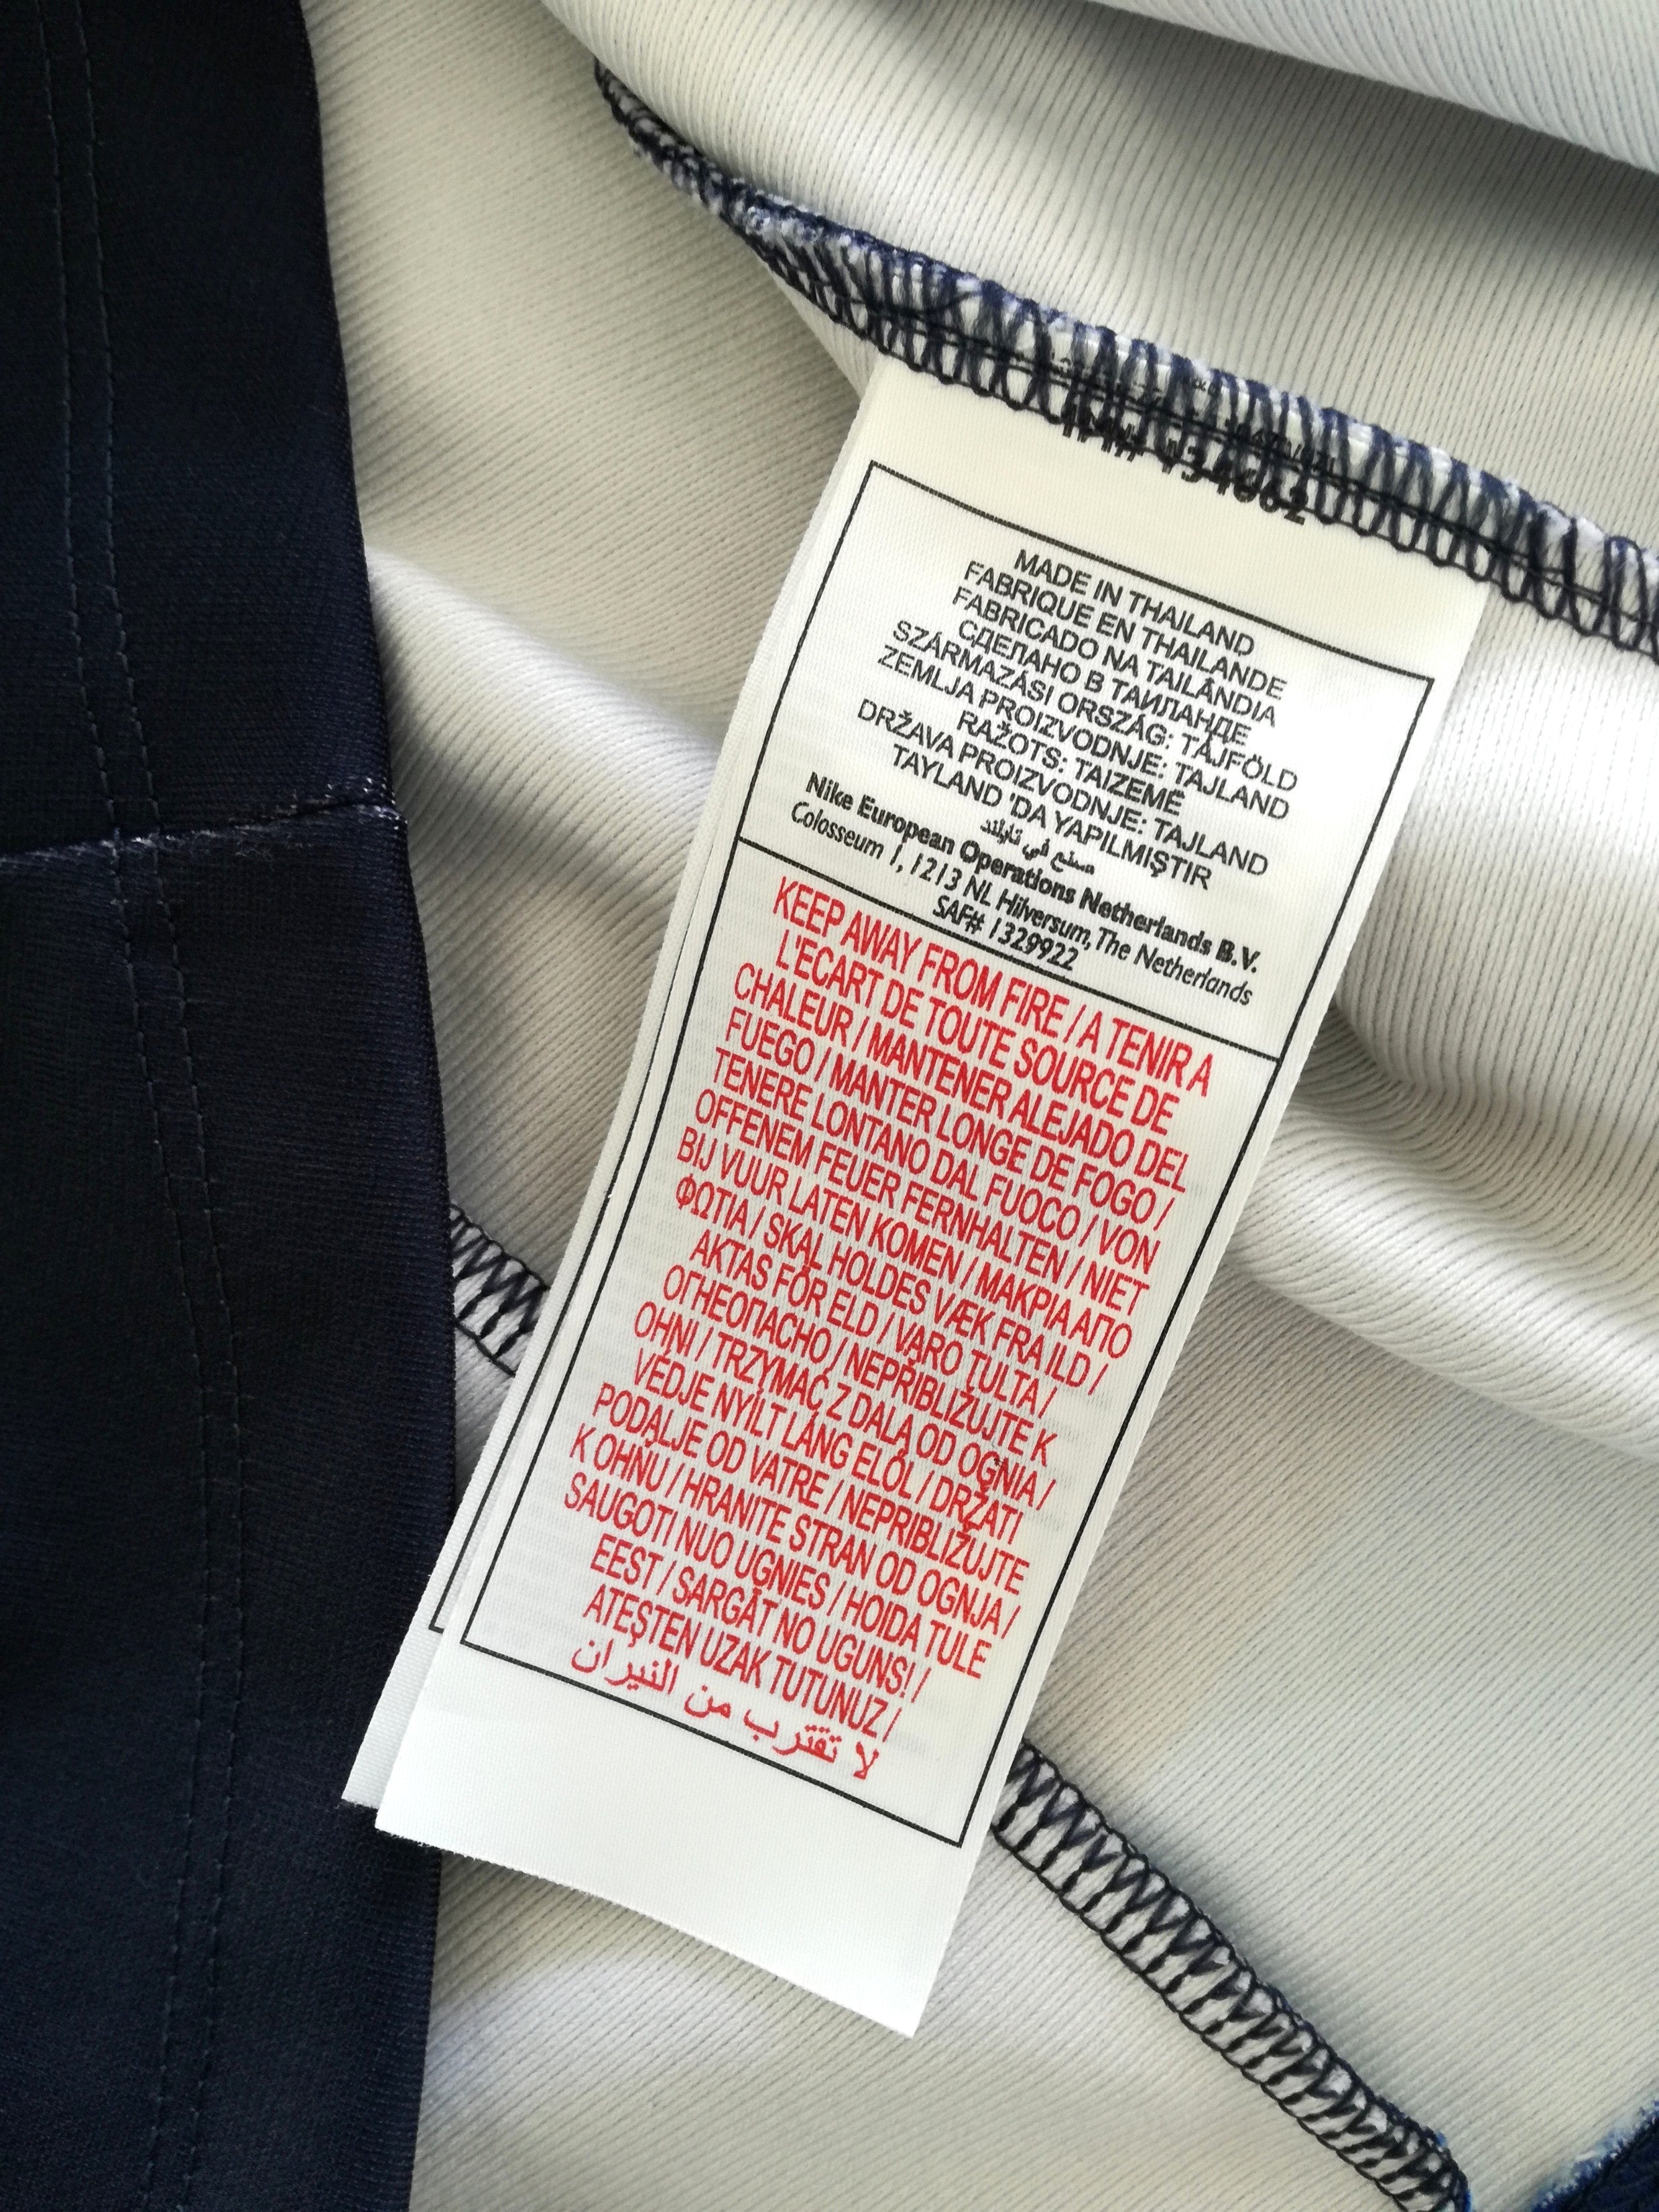 MADE IN THAILAND
FABRIQUE EN THAILANDE
FABRICADO NA TAILÂNDIA
СДЕЛАНО В ТАИЛАНДЕ
SZÁRMAZÁSI ORSZÁG: TÁJFÖLD
ZEMLJA PROIZVODNJE: TAJLAND
RAŽOTS: TAIZEMĒ
DRŽAVA PROIZVODNJE: TAJLAND
TAYLAND 'DA YAPILMIŞTIR
صنع في تايلند
Nike European Operations Netherlands B.V.
Colosseum 1, 1213 NL Hilversum, The Netherlands
SAF# 1329922
KEEP AWAY FROM FIRE / A TENIR A
L'ECART DE TOUTE SOURCE DE
CHALEUR / MANTENER ALEJADO DEL
FUEGO / MANTER LONGE DE FOGO /
TENERE LONTANO DAL FUOCO / VON
OFFENEM FEUER FERNHALTEN / NIET
BIJ VUUR LATEN KOMEN / ΜΑΚΡΙΑ ΑΠΟ
ΦΩΤΙΑ / SKAL HOLDES VÆK FRA ILD /
AKTAS FÖR ELD / VARO TULTA /
ОГНЕОПАСНО / NEPŘIBLIŽUJTE K
OHNI / TRZYMAĆ Z DALA OD OGNIA /
VÉDJE NYÍLT LÁNG ELŐL / DRŽATI
PODALJE OD VATRE / NEPRIBLIŽUJTE
K OHŇU / HRANITE STRAN OD OGNJA /
SAUGOTI NUO UGNIES / HOIDA TULE
EEST / SARGĀT NO UGUNS! /
ATEŞTEN UZAK TUTUNUZ /
لا تقترب من النيران